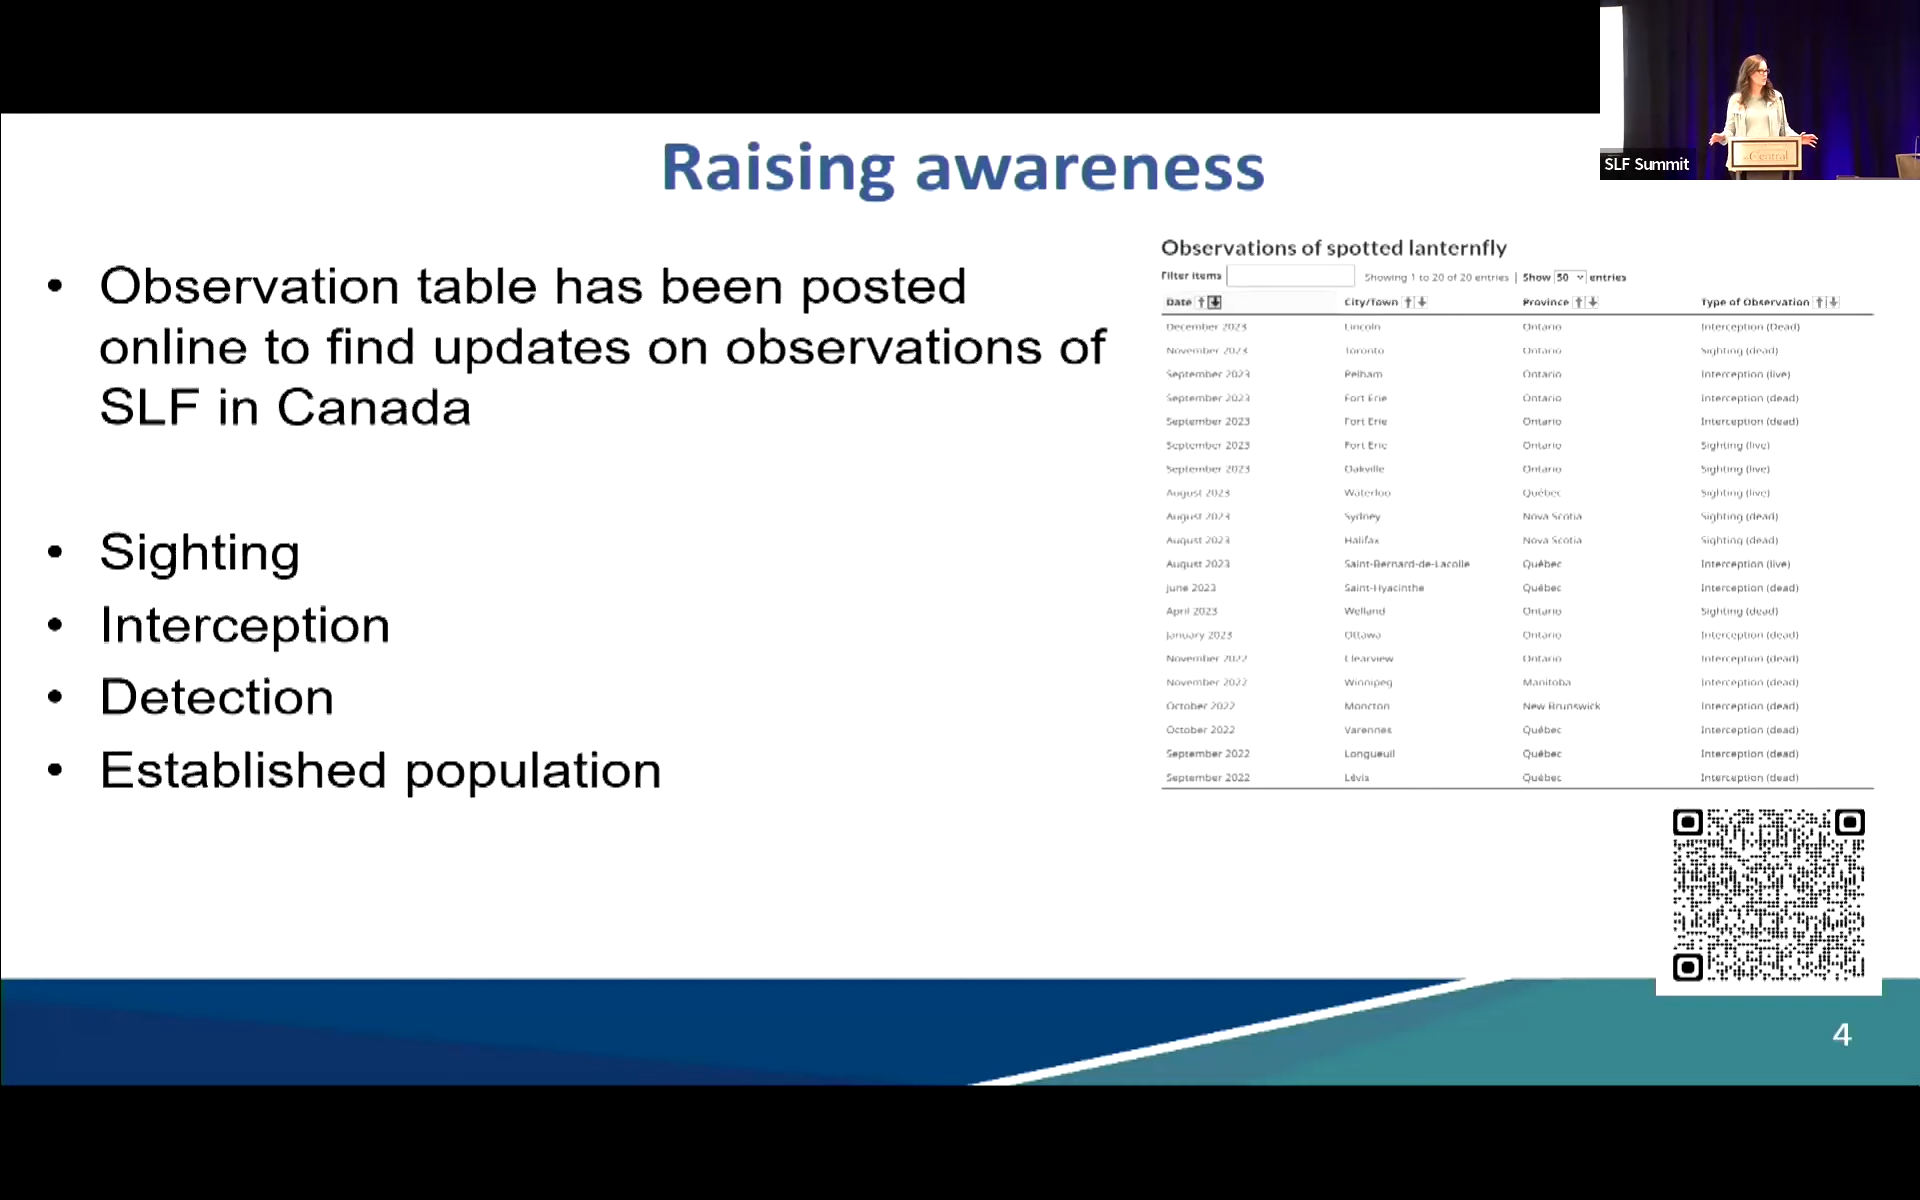 Raising awareness
SLF Summit
Central
• Observation table has been posted
online to find updates on observations of
SLF in Canada
• Sighting
• Interception
• Detection
• Established population
Observations of spotted lanternfly
Filter items Showing 1 to 20 of 20 entries | Show 50 entries
Date City/Town Province Type of Observation
December 2023 Lincoln Ontario Interception (Dead)
November 2023 Toronto Ontario Sighting (dead)
September 2023 Pelham Ontario Interception (live)
September 2023 Fort Erie Ontario Interception (dead)
September 2023 Fort Erie Ontario Interception (dead)
September 2023 Fort Erie Ontario Sighting (live)
September 2023 Oakville Ontario Sighting (live)
August 2023 Waterloo Québec Sighting (live)
August 2023 Sydney Nova Scotia Sighting (dead)
August 2023 Halifax Nova Scotia Sighting (dead)
August 2023 Saint-Bernard-de-Lacolle Québec Interception (live)
June 2023 Saint-Hyacinthe Québec Interception (dead)
April 2023 Welland Ontario Sighting (dead)
January 2023 Ottawa Ontario Interception (dead)
November 2022 Clearview Ontario Interception (dead)
November 2022 Winnipeg Manitoba Interception (dead)
October 2022 Moncton New Brunswick Interception (dead)
October 2022 Varennes Québec Interception (dead)
September 2022 Longueuil Québec Interception (dead)
September 2022 Lévis Québec Interception (dead)
4